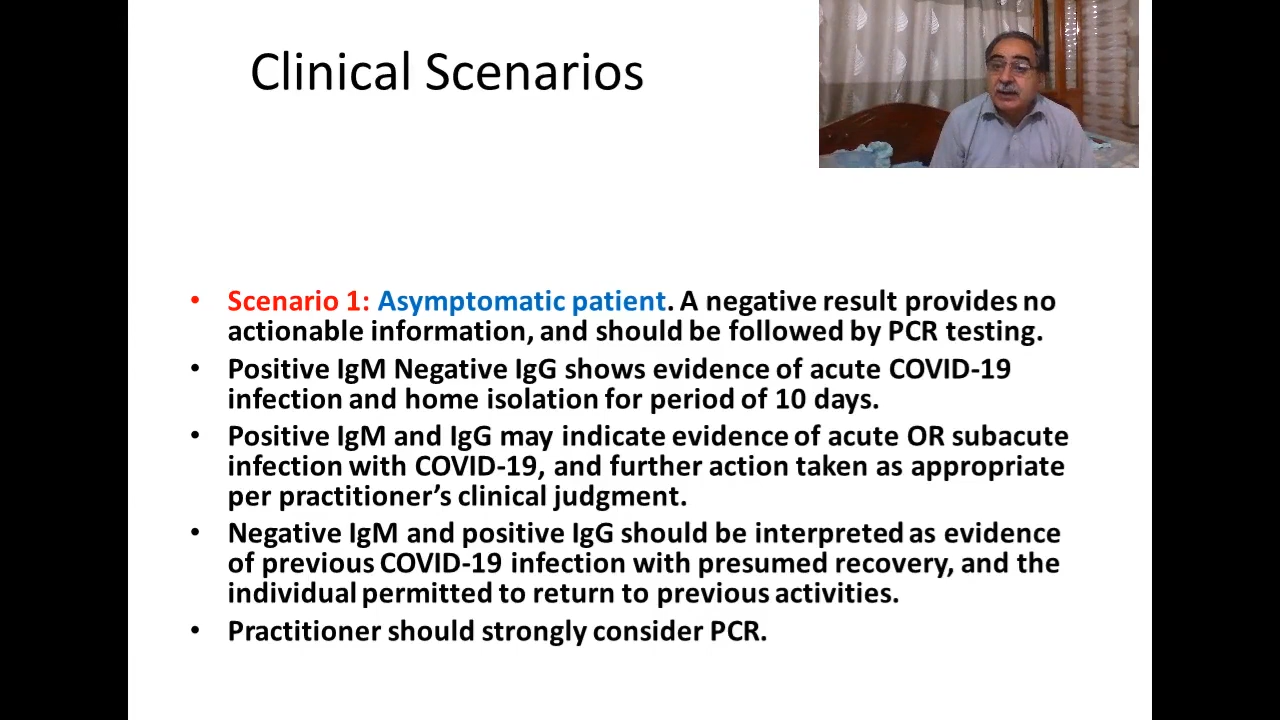 Clinical Scenarios
• Scenario 1: Asymptomatic patient. A negative result provides no
actionable information, and should be followed by PCR testing.
• Positive IgM Negative IgG shows evidence of acute COVID-19
infection and home isolation for period of 10 days.
• Positive IgM and IgG may indicate evidence of acute OR subacute
infection with COVID-19, and further action taken as appropriate
per practitioner’s clinical judgment.
• Negative IgM and positive IgG should be interpreted as evidence
of previous COVID-19 infection with presumed recovery, and the
individual permitted to return to previous activities.
• Practitioner should strongly consider PCR.